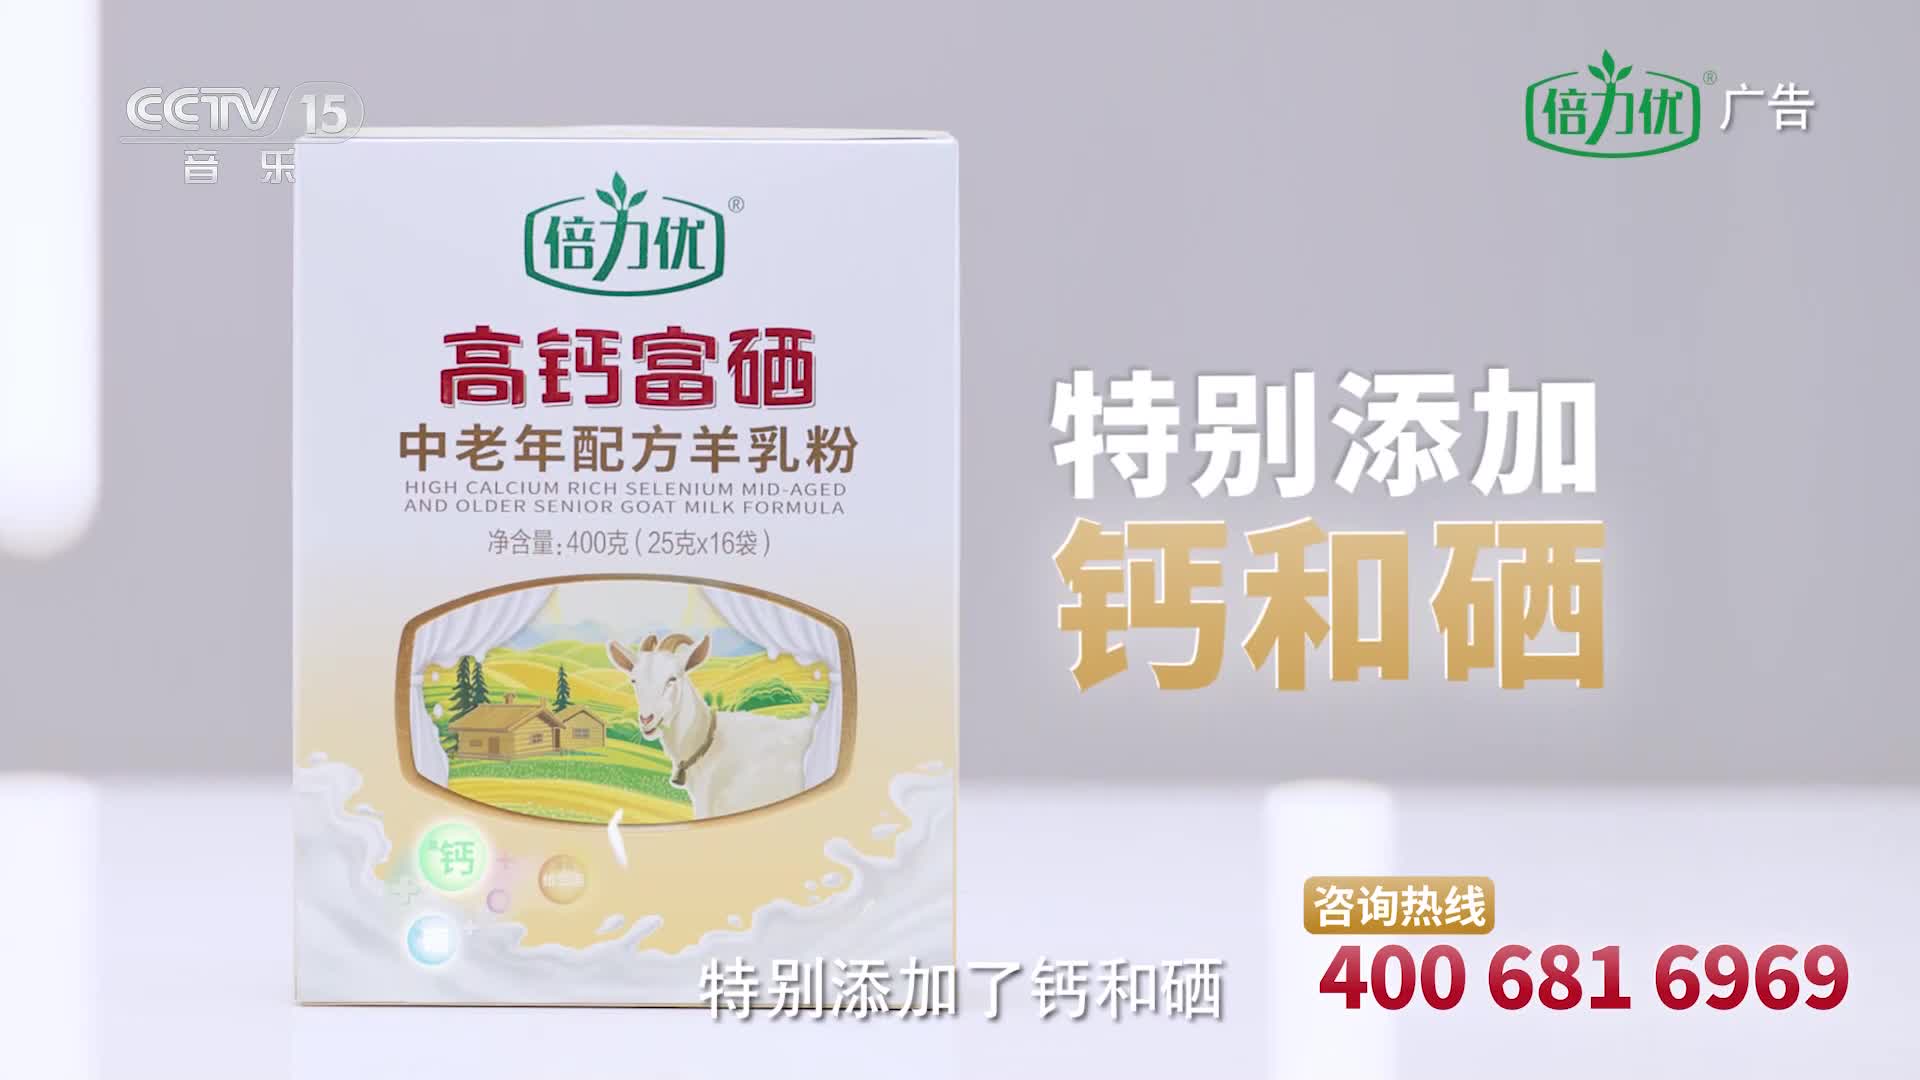 CCTV 15
音乐
倍力优® 广告
倍力优®
高钙富硒
中老年配方羊乳粉
HIGH CALCIUM RICH SELENIUM MID-AGED
AND OLDER SENIOR GOAT MILK FORMULA
净含量:400克(25克x16袋)
钙
特别添加
钙和硒
咨询热线
400 681 6969
特别添加了钙和硒